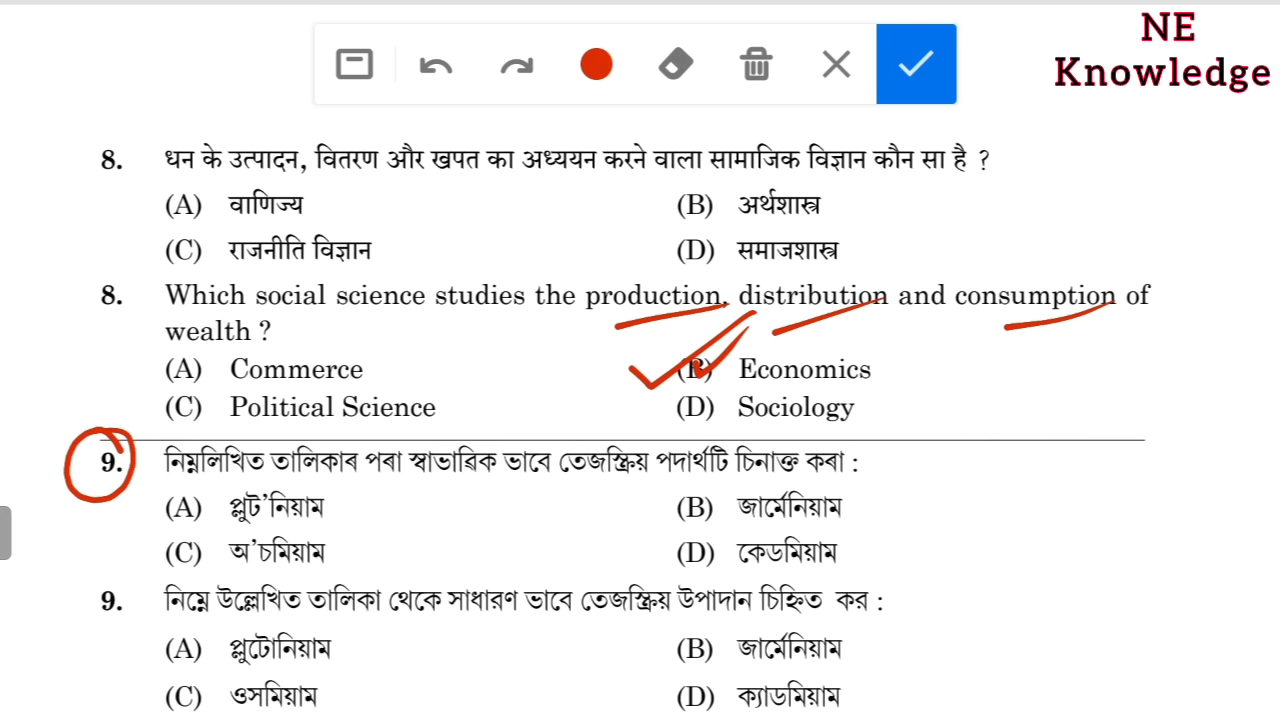 NE
Knowledge
8. धन के उत्पादन, वितरण और खपत का अध्ययन करने वाला सामाजिक विज्ञान कौन सा है ?
(A) वाणिज्य (B) अर्थशास्त्र
(C) राजनीति विज्ञान (D) समाजशास्त्र
8. Which social science studies the production, distribution and consumption of
wealth ?
(A) Commerce (B) Economics
(C) Political Science (D) Sociology
9. নিম্নলিখিত তালিকাৰ পৰা স্বাভাৱিক ভাবে তেজস্ক্রিয় পদাৰ্থটি চিনাক্ত কৰা :
(A) প্লুট’নিয়াম (B) জাৰ্মেনিয়াম
(C) অ’চমিয়াম (D) কেডমিয়াম
9. নিম্নে উল্লেখিত তালিকা থেকে সাধারণ ভাবে তেজস্ক্রিয় উপাদান চিহ্নিত কর :
(A) প্লুটোনিয়াম (B) জার্মেনিয়াম
(C) ওসমিয়াম (D) ক্যাডমিয়াম